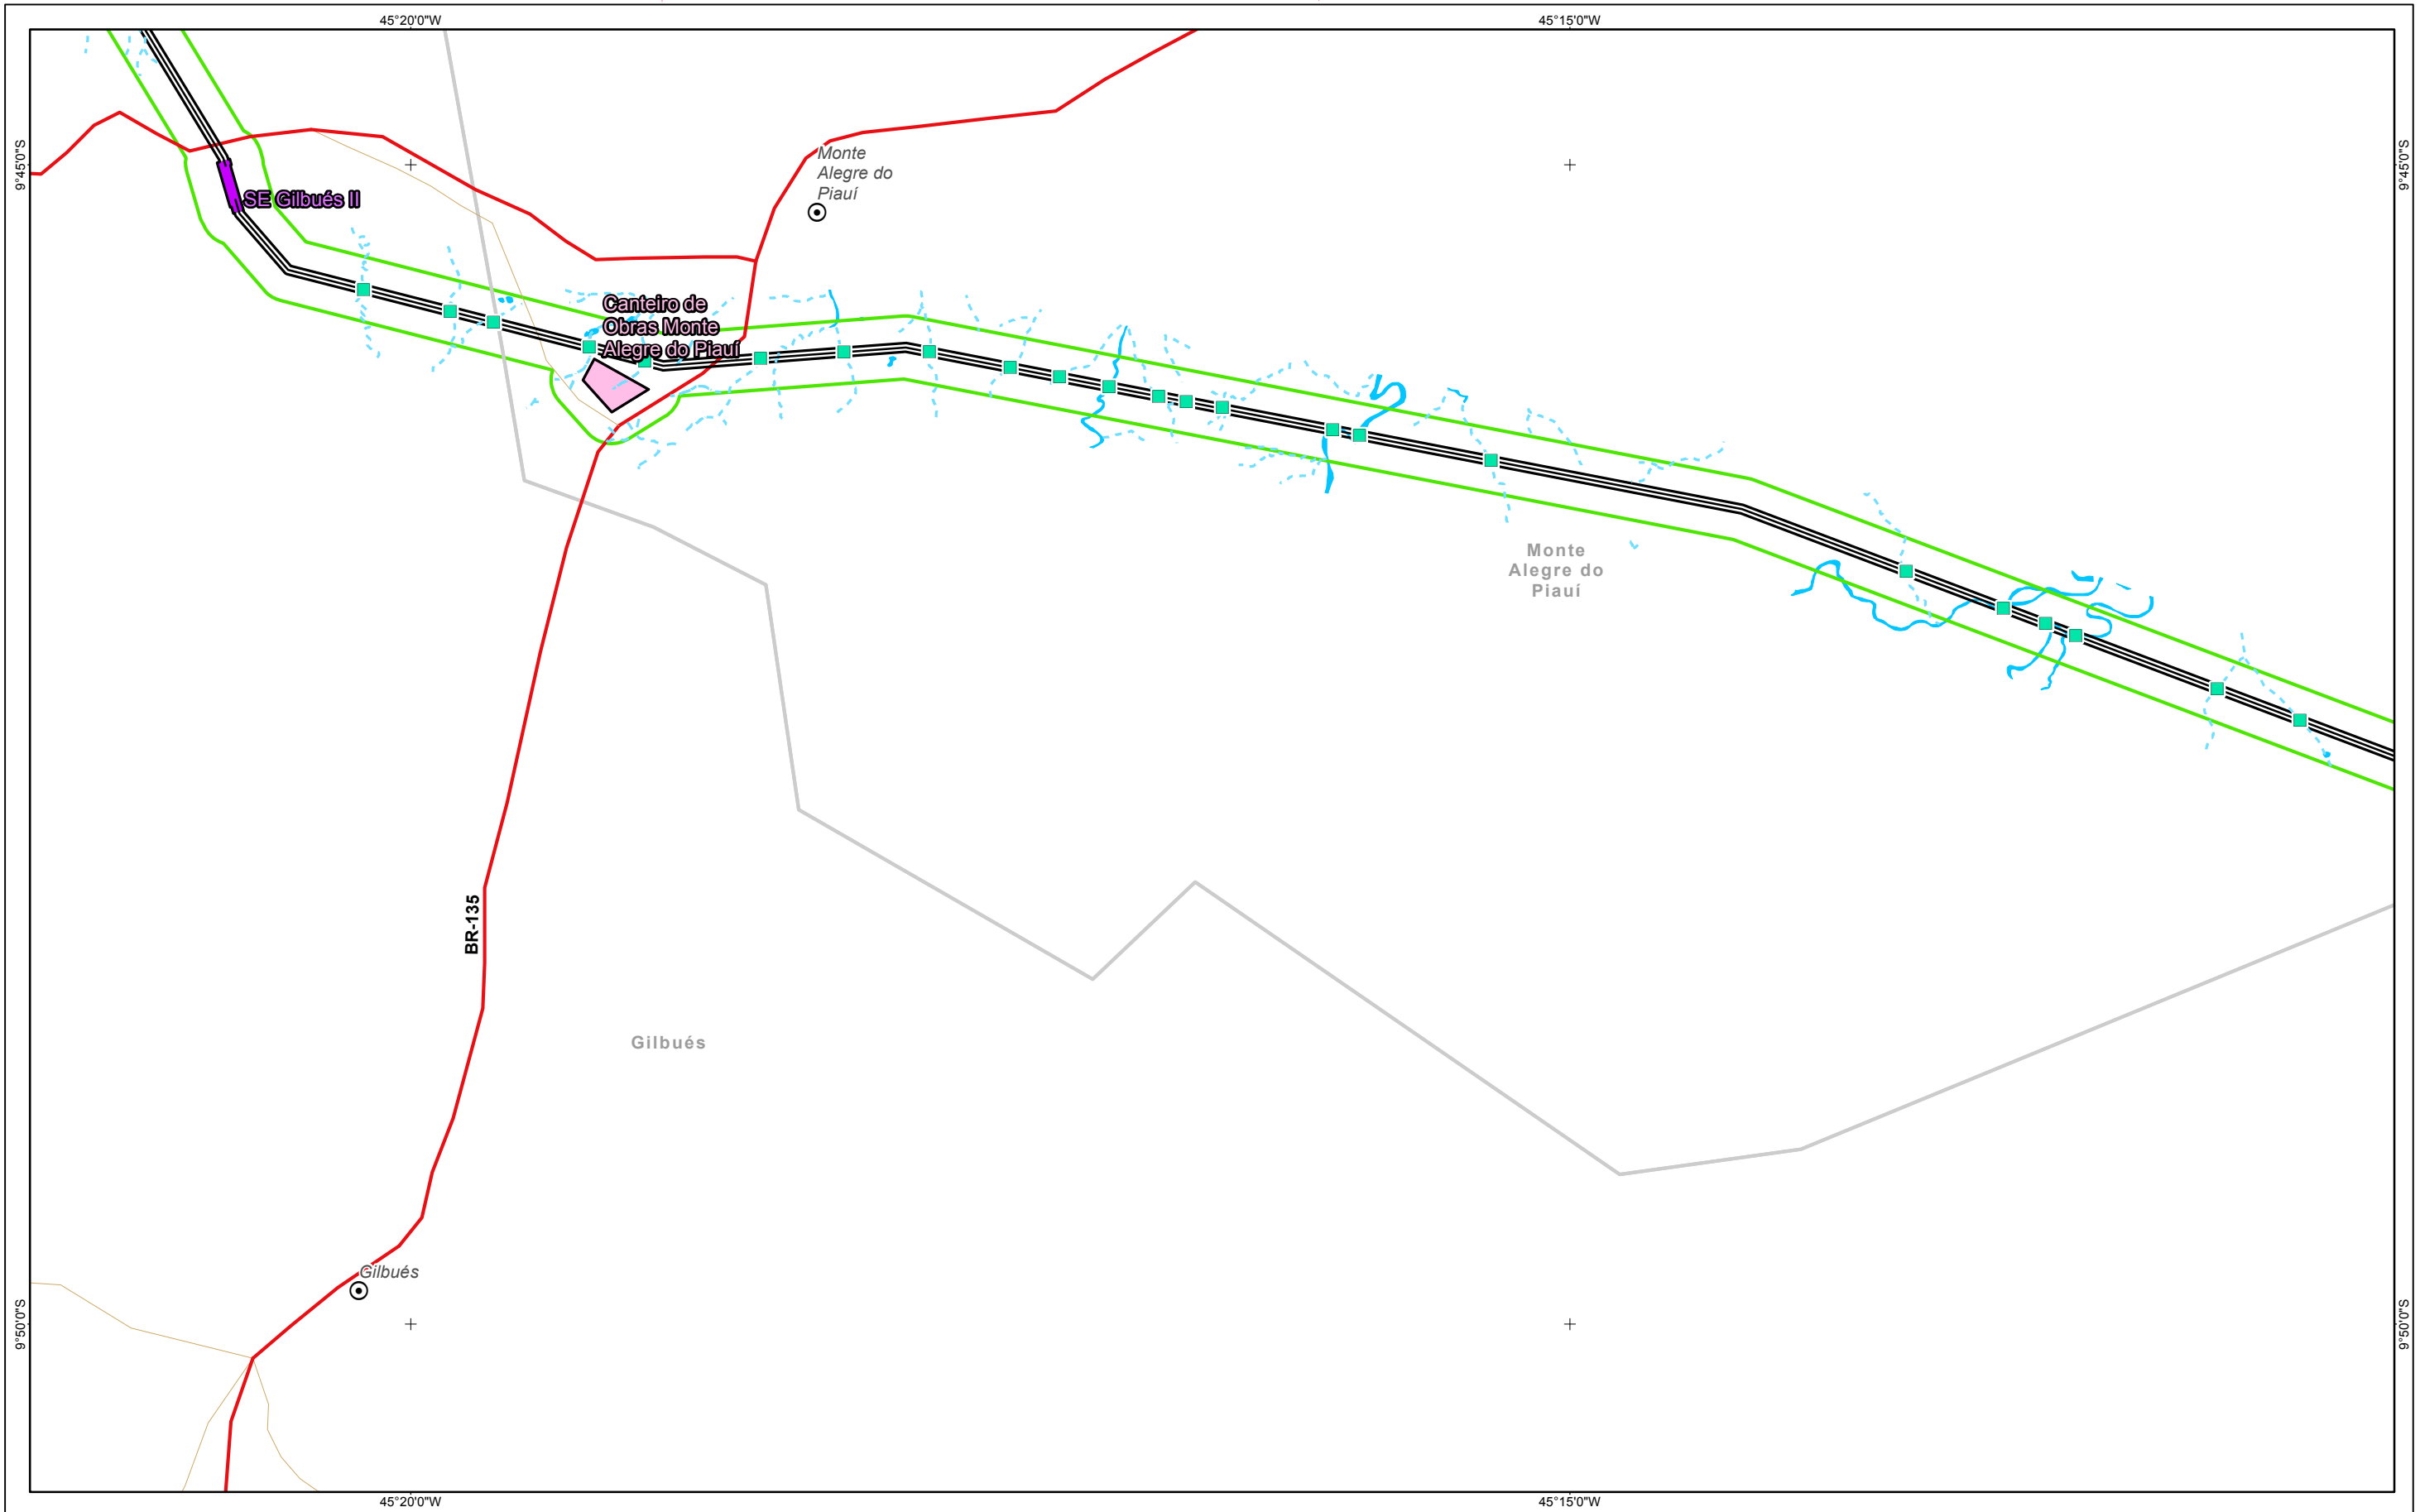 45°20'0"W
45°15'0"W
9°45'0"S
9°45'0"S
Monte
Alegre do
Piauí
SE Gilbués II
Canteiro de
Obras Monte
Alegre do Piauí
Monte
Alegre do
Piauí
BR-135
Gilbués
Gilbués
9°50'0"S
9°50'0"S
45°20'0"W
45°15'0"W